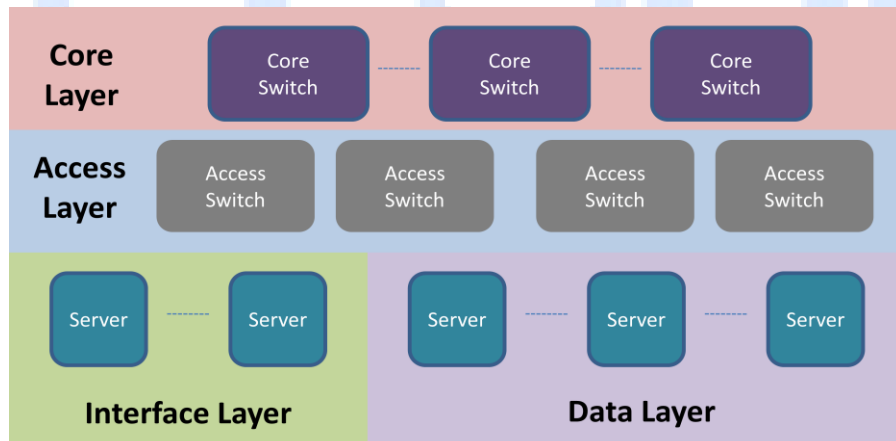 Core
Layer
Core
Switch
Core
Switch
Core
Switch
Access
Layer
Access
Switch
Access
Switch
Access
Switch
Access
Switch
Server
Server
Server
Server
Server
Interface Layer
Data Layer